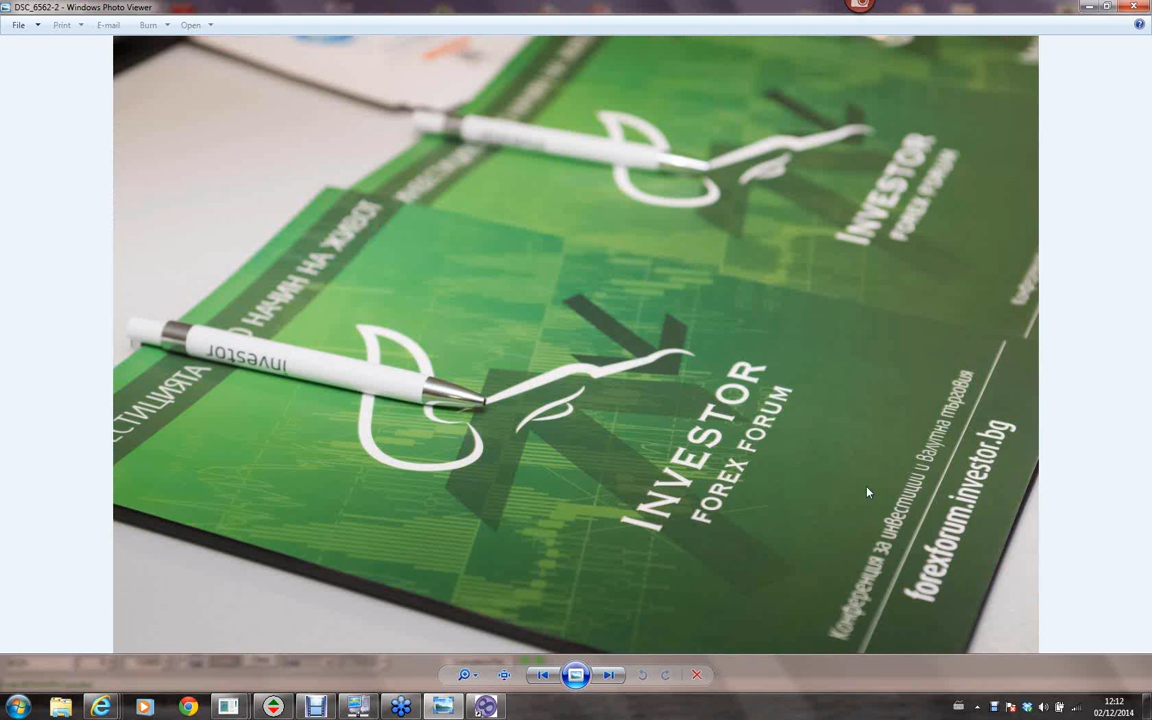 DSC_6562-2 - Windows Photo Viewer
File Print E-mail Burn Open
НАЧИН НА ЖИВОТ
INVESTOR
FOREX FORUM
investor
INVESTOR
FOREX FORUM
Конференция за инвестиции и валутна търговия
forexforum.investor.bg
12:12
02/12/2014